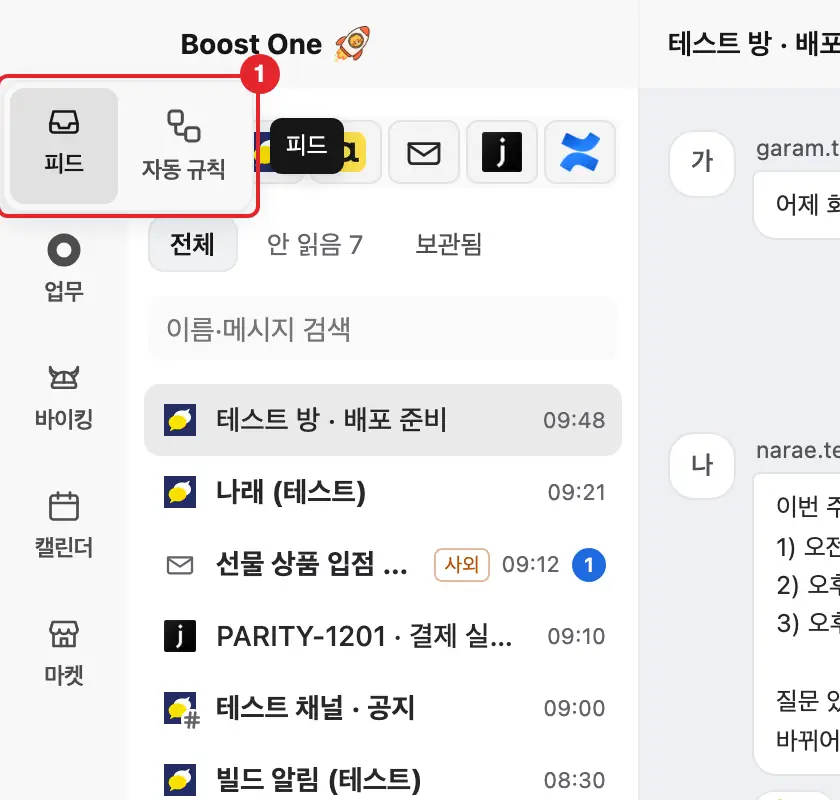 Boost One 🚀
테스트 방 · 배포
1
피드
자동 규칙
피드
a
j
전체
안 읽음 7
보관됨
업무
이름·메시지 검색
바이킹
테스트 방 · 배포 준비
09:48
나래 (테스트)
09:21
캘린더
선물 상품 입점 ...
사외
09:12
1
j
PARITY-1201 · 결제 실...
09:10
마켓
#
테스트 채널 · 공지
09:00
빌드 알림 (테스트)
08:30
가
garam.t
어제
나
narae.te
이번 주
1) 오전
2) 오후
3) 오후
질문 있
바뀌어